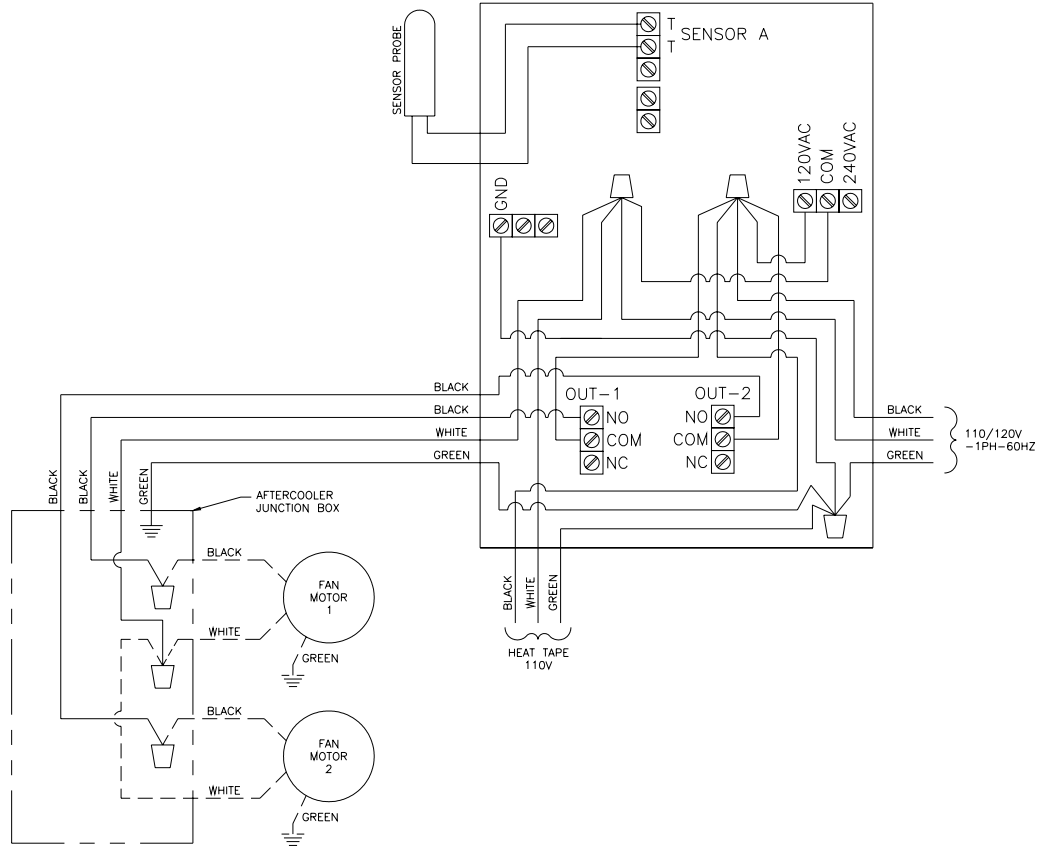 SENSOR PROBE
T
T
SENSOR A
120VAC
COM
240VAC
GND
OUT-1
NO
COM
NC
OUT-2
NO
COM
NC
BLACK
BLACK
WHITE
GREEN
BLACK
WHITE
GREEN
110/120V
-1PH-60HZ
BLACK
BLACK
WHITE
GREEN
AFTERCOOLER
JUNCTION BOX
BLACK
FAN
MOTOR
1
WHITE
GREEN
BLACK
WHITE
GREEN
HEAT TAPE
110V
BLACK
FAN
MOTOR
2
WHITE
GREEN